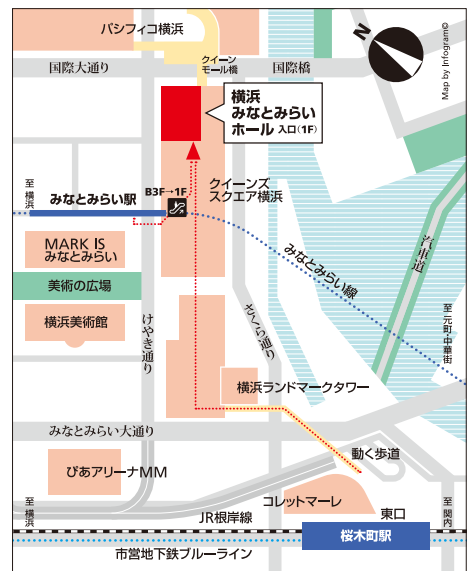 パシフィコ横浜
国際大通り
クイーン
モール橋
国際橋
N
Map by Infogram©
横浜
みなとみらい
ホール 入口(1F)
至横浜
みなとみらい駅
B3F→1F
クイーンズ
スクエア横浜
MARK IS
みなとみらい
美術の広場
横浜美術館
けやき通り
さくら通り
みなとみらい線
汽車道
至元町・中華街
横浜ランドマークタワー
みなとみらい大通り
ぴあアリーナMM
動く歩道
コレットマーレ
東口
至横浜
JR根岸線
桜木町駅
至関内
市営地下鉄ブルーライン